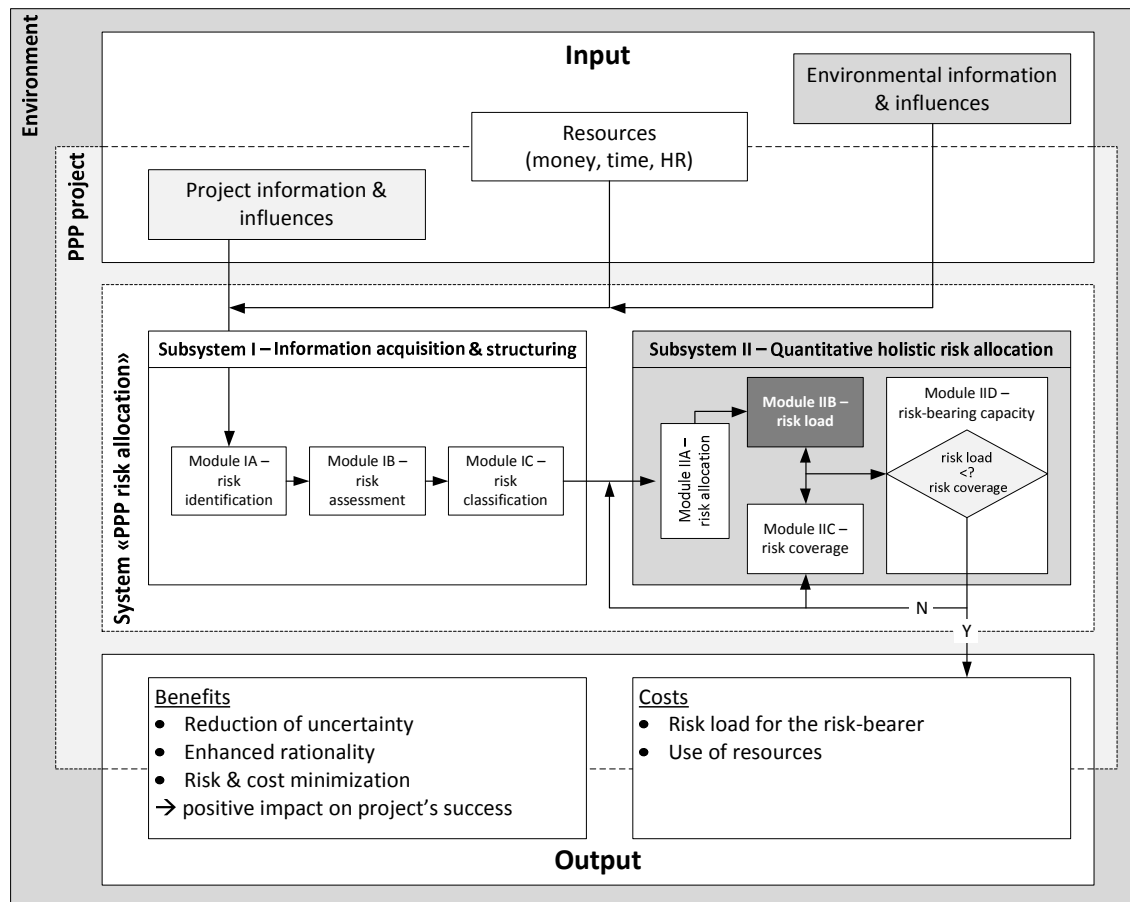 Environment
PPP project
System «PPP risk allocation»
Input
Environmental information
& influences
Resources
(money, time, HR)
Project information &
influences
Subsystem I – Information acquisition & structuring
Module IA –
risk
identification
Module IB –
risk
assessment
Module IC –
risk
classification
Subsystem II – Quantitative holistic risk allocation
Module IIA –
risk allocation
Module IIB –
risk load
Module IIC –
risk coverage
Module IID –
risk-bearing capacity
risk load
<?
risk coverage
N
Y
Benefits
• Reduction of uncertainty
• Enhanced rationality
• Risk & cost minimization
→ positive impact on project’s success
Costs
• Risk load for the risk-bearer
• Use of resources
Output